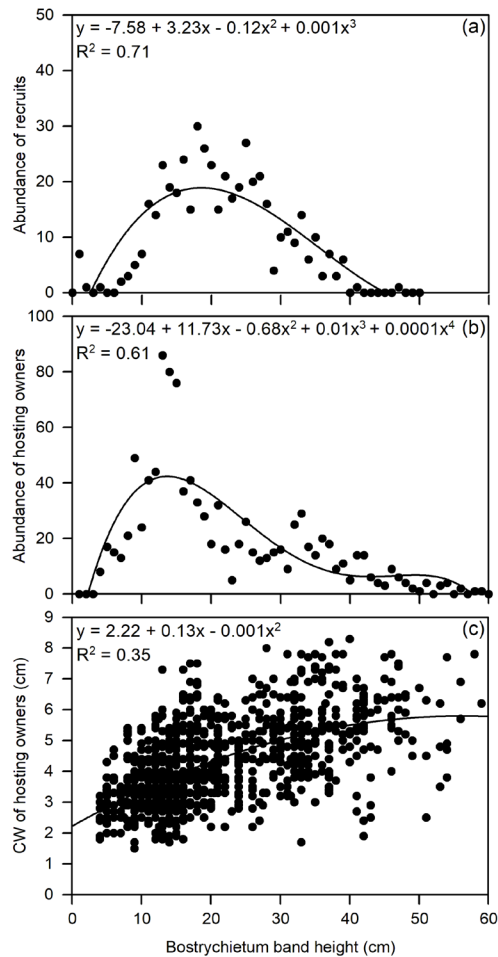 50
40
30
20
10
0
Abundance of recruits
y = -7.58 + 3.23x - 0.12x² + 0.001x³
R² = 0.71
(a)
100
80
60
40
20
0
Abundance of hosting owners
y = -23.04 + 11.73x - 0.68x² + 0.01x³ + 0.0001x⁴
R² = 0.61
(b)
9
8
7
6
5
4
3
2
1
0
CW of hosting owners (cm)
y = 2.22 + 0.13x - 0.001x²
R² = 0.35
(c)
0 10 20 30 40 50 60
Bostrychietum band height (cm)